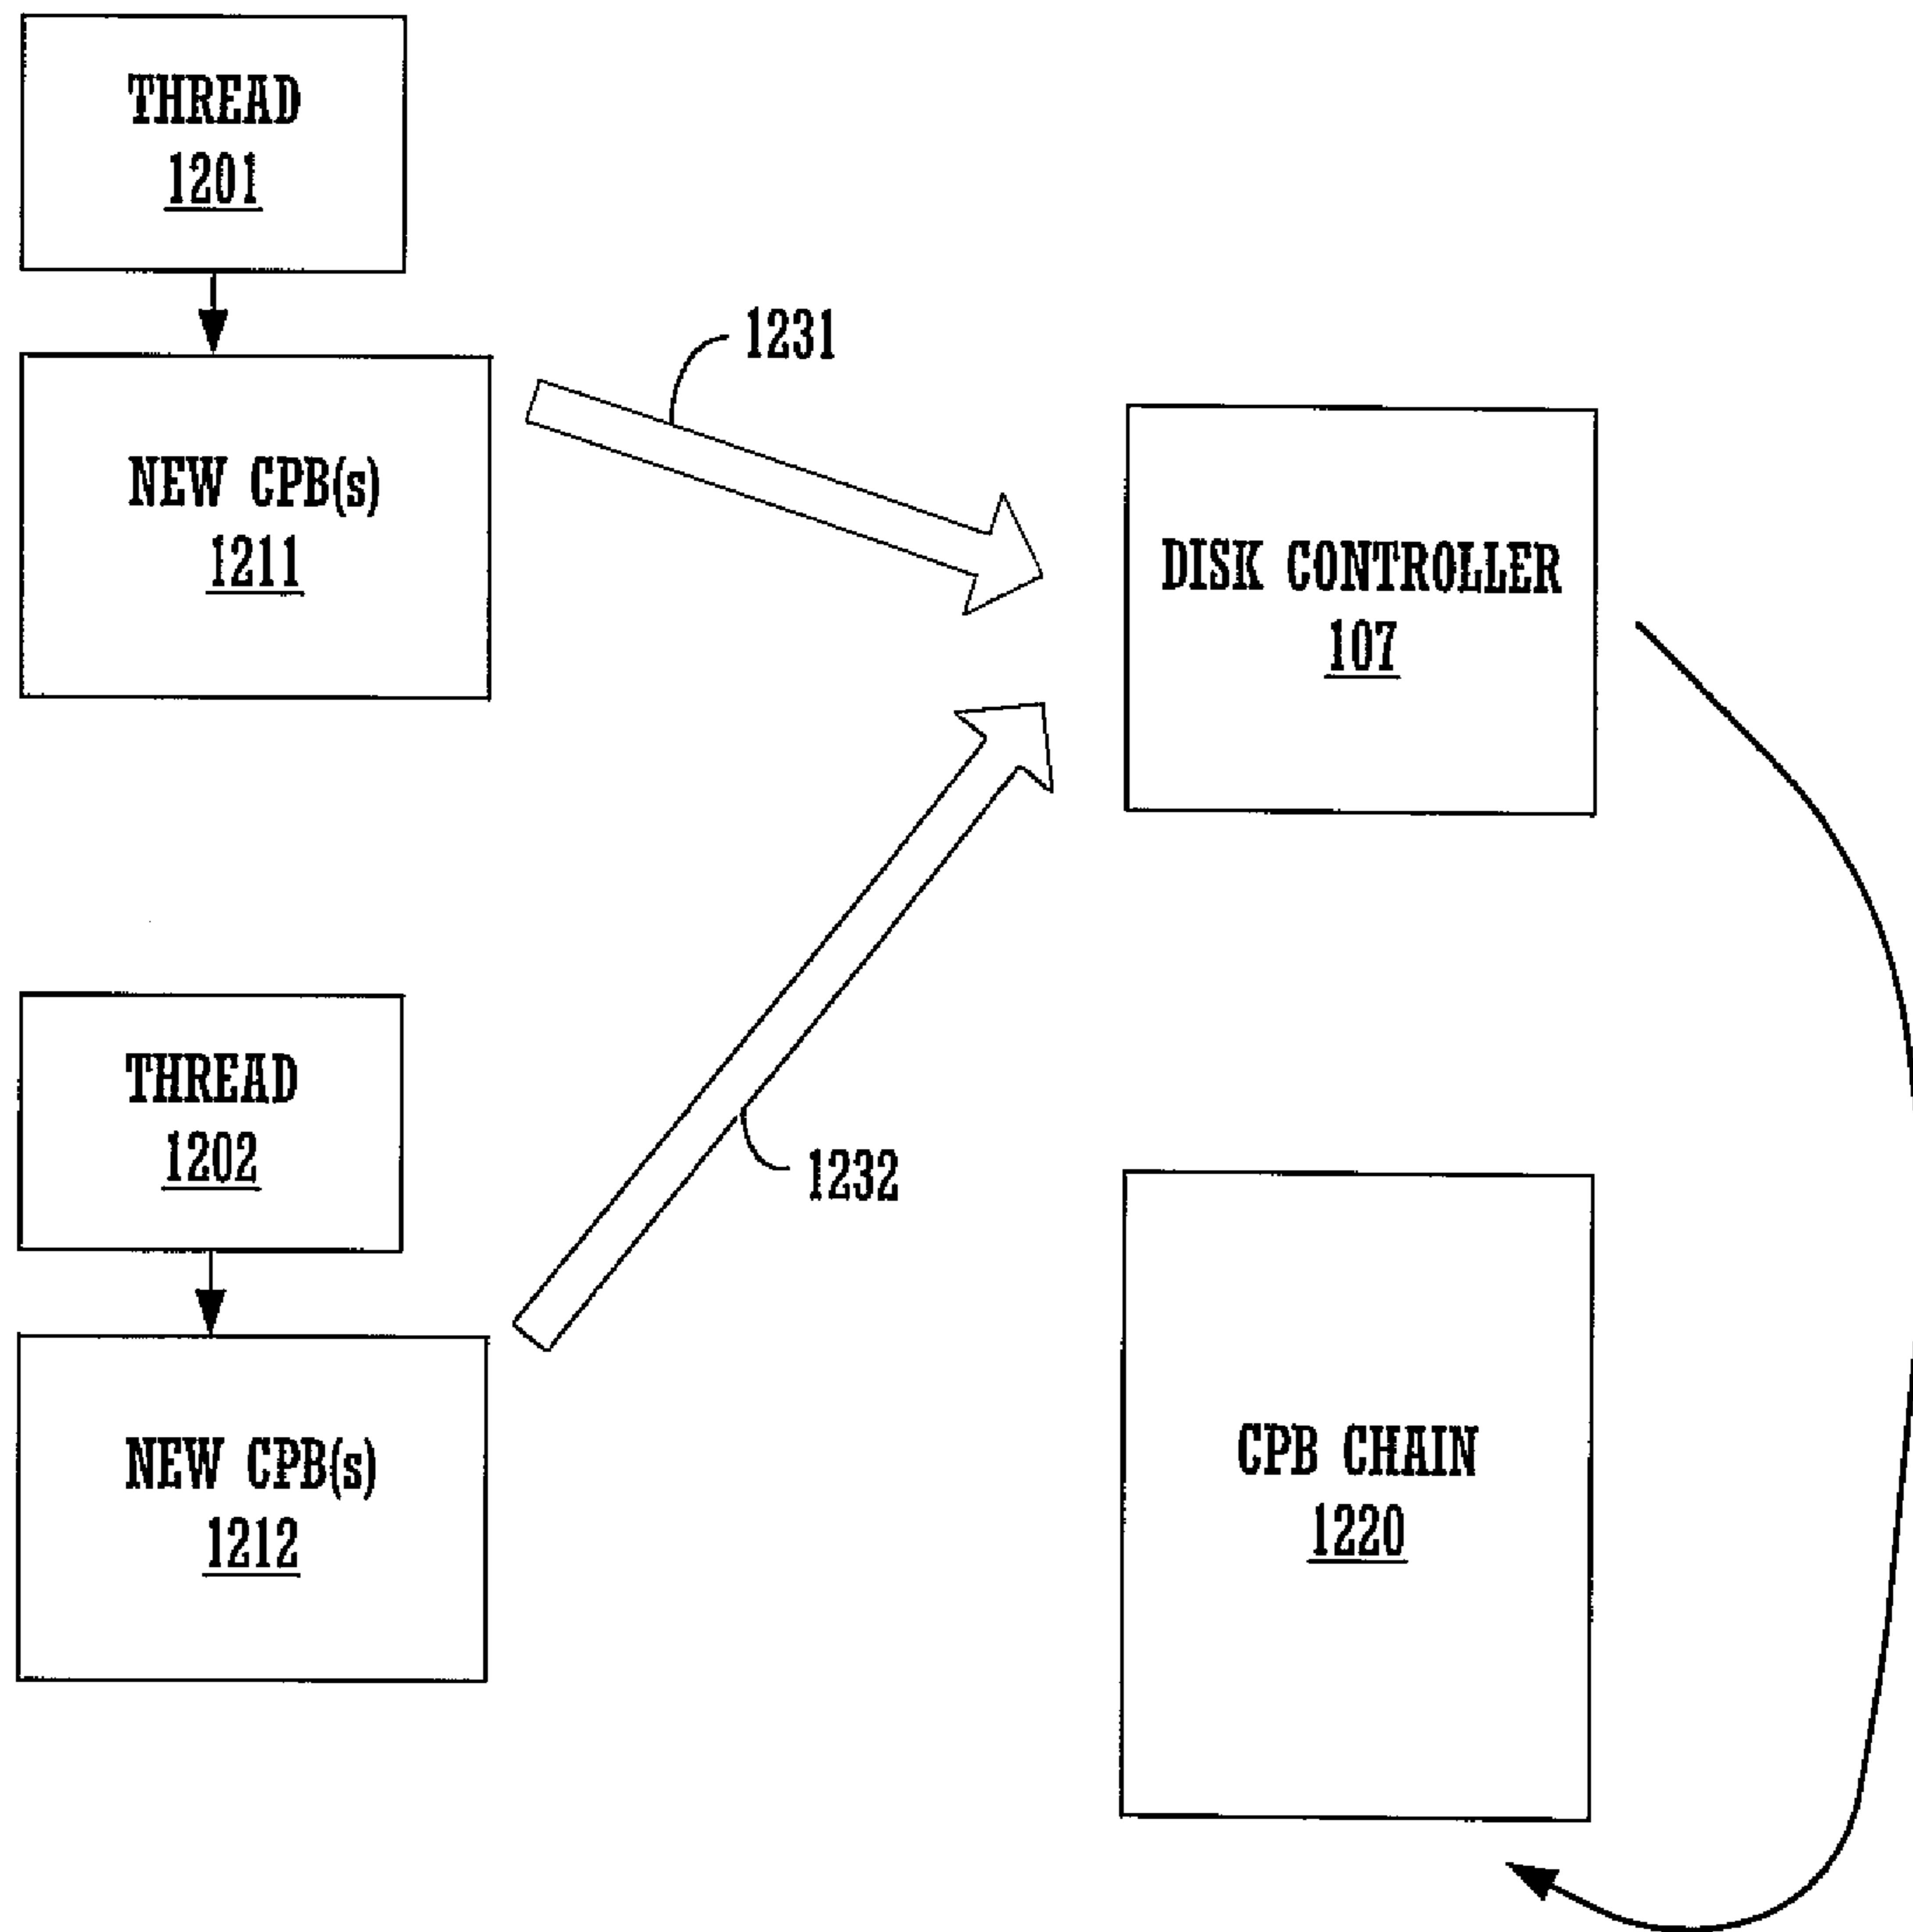 THREAD
1201
NEW CPB(s)
1211
1231
DISK CONTROLLER
107
THREAD
1202
NEW CPB(s)
1212
1232
CPB CHAIN
1220